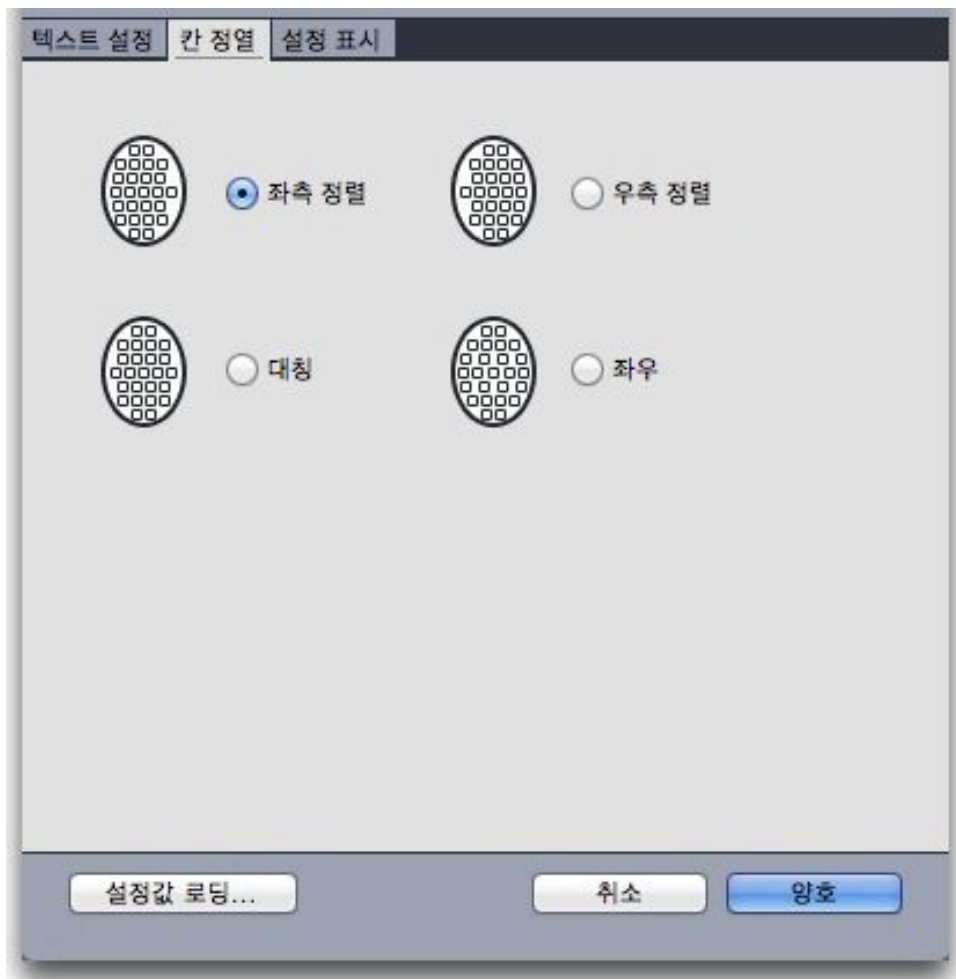 텍스트 설정 칸 정열 설정 표시
좌측 정렬 우측 정렬
대칭 좌우
설정값 로딩... 취소 양호